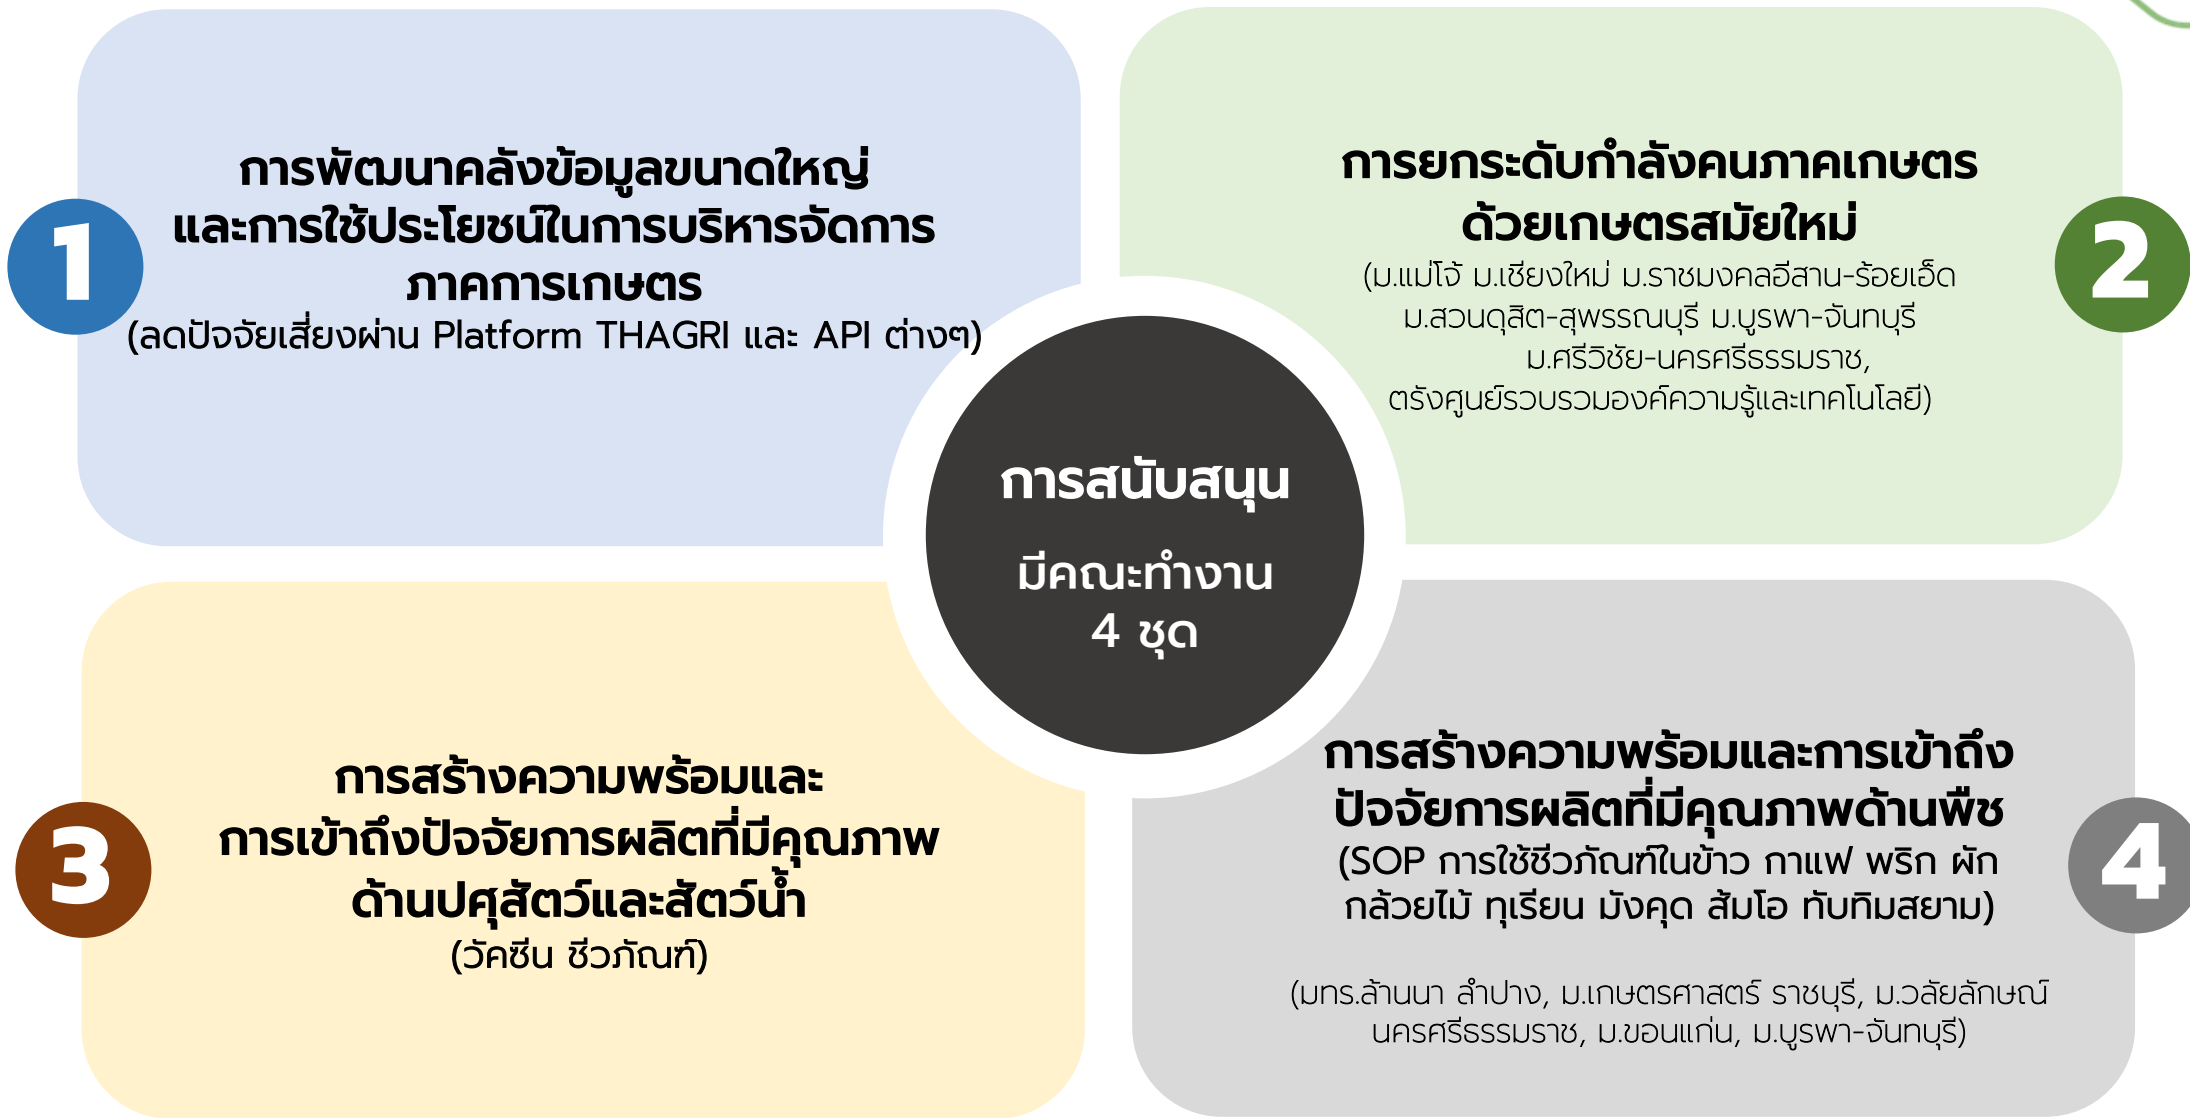 1
การพัฒนาคลังข้อมูลขนาดใหญ่
และการใช้ประโยชน์ในการบริหารจัดการ
ภาคการเกษตร
(ลดปัจจัยเสี่ยงผ่าน Platform THAGRI และ API ต่างๆ)
2
การยกระดับกำลังคนภาคเกษตร
ด้วยเกษตรสมัยใหม่
(ม.แม่โจ้ ม.เชียงใหม่ ม.ราชมงคลอีสาน-ร้อยเอ็ด
ม.สวนดุสิต-สุพรรณบุรี ม.บูรพา-จันทบุรี
ม.ศรีวิชัย-นครศรีธรรมราช,
ตรังศูนย์รวบรวมองค์ความรู้และเทคโนโลยี)
การสนับสนุน
มีคณะทำงาน
4 ชุด
3
การสร้างความพร้อมและ
การเข้าถึงปัจจัยการผลิตที่มีคุณภาพ
ด้านปศุสัตว์และสัตว์น้ำ
(วัคซีน ชีวภัณฑ์)
4
การสร้างความพร้อมและการเข้าถึง
ปัจจัยการผลิตที่มีคุณภาพด้านพืช
(SOP การใช้ชีวภัณฑ์ในข้าว กาแฟ พริก ผัก
กล้วยไม้ ทุเรียน มังคุด ส้มโอ ทับทิมสยาม)
(มทร.ล้านนา ลำปาง, ม.เกษตรศาสตร์ ราชบุรี, ม.วลัยลักษณ์
นครศรีธรรมราช, ม.ขอนแก่น, ม.บูรพา-จันทบุรี)